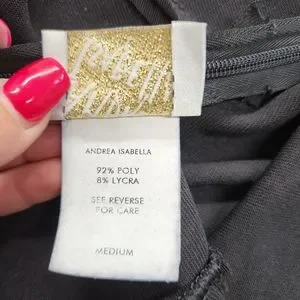 ANDREA ISABELLA
92% POLY
8% LYCRA
SEE REVERSE
FOR CARE
MEDIUM